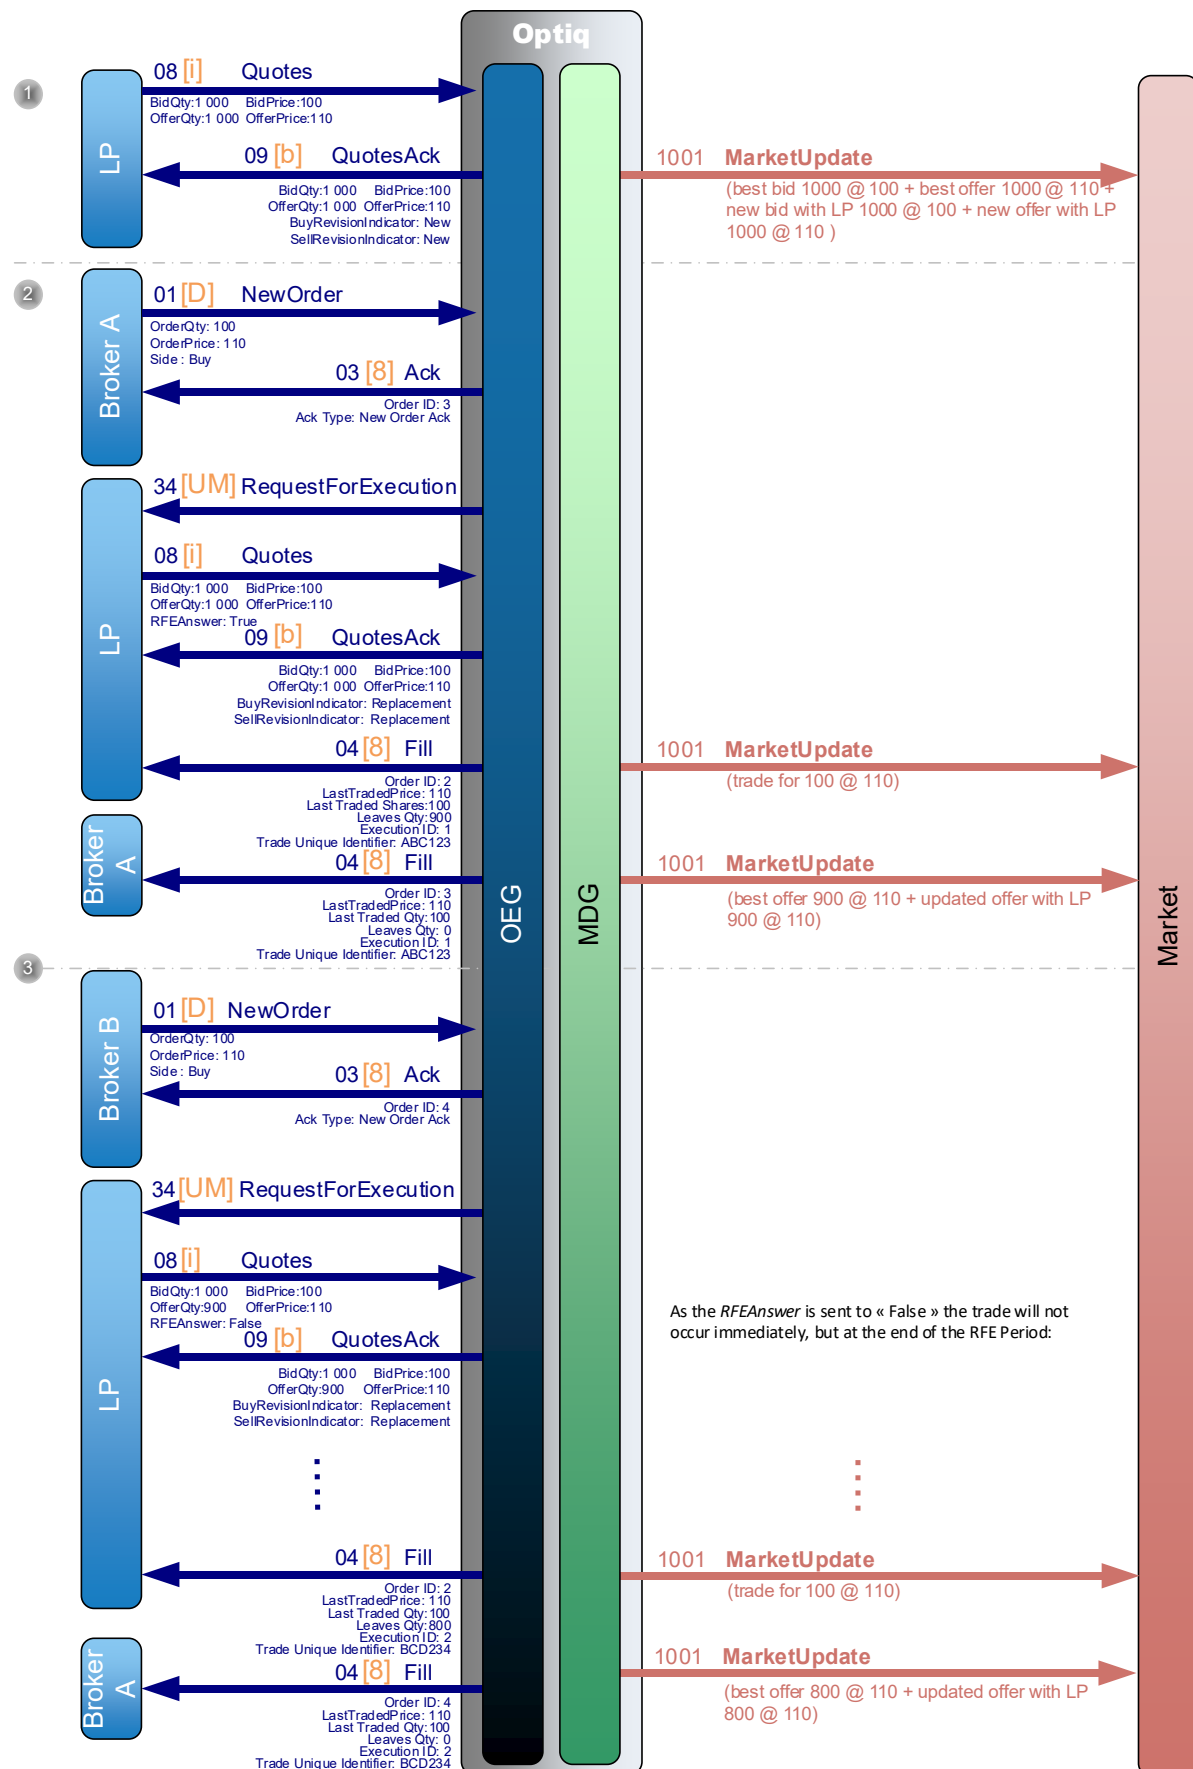 Optiq
1
LP
08 [i] Quotes
BidQty:1 000 BidPrice:100
OfferQty:1 000 OfferPrice:110
09 [b] QuotesAck
BidQty:1 000 BidPrice:100
OfferQty:1 000 OfferPrice:110
BuyRevisionIndicator: New
SellRevisionIndicator: New
1001 MarketUpdate
(best bid 1000 @ 100 + best offer 1000 @ 110 +
new bid with LP 1000 @ 100 + new offer with LP
1000 @ 110 )
2
Broker A
01 [D] NewOrder
OrderQty: 100
OrderPrice: 110
Side : Buy
03 [8] Ack
Order ID: 3
Ack Type: New Order Ack
LP
34 [UM] RequestForExecution
08 [i] Quotes
BidQty:1 000 BidPrice:100
OfferQty:1 000 OfferPrice:110
RFEAnswer: True
09 [b] QuotesAck
BidQty:1 000 BidPrice:100
OfferQty:1 000 OfferPrice:110
BuyRevisionIndicator: Replacement
SellRevisionIndicator: Replacement
04 [8] Fill
Order ID: 2
LastTradedPrice: 110
Last Traded Shares:100
Leaves Qty:900
Execution ID: 1
Trade Unique Identifier: ABC123
1001 MarketUpdate
(trade for 100 @ 110)
Broker
A
04 [8] Fill
Order ID: 3
LastTradedPrice: 110
Last Traded Qty:100
Leaves Qty: 0
Execution ID: 1
Trade Unique Identifier: ABC123
1001 MarketUpdate
(best offer 900 @ 110 + updated offer with LP
900 @ 110)
OEG
MDG
Market
3
Broker B
01 [D] NewOrder
OrderQty: 100
OrderPrice: 110
Side : Buy
03 [8] Ack
Order ID: 4
Ack Type: New Order Ack
LP
34 [UM] RequestForExecution
08 [i] Quotes
BidQty:1 000 BidPrice:100
OfferQty:900 OfferPrice:110
RFEAnswer: False
09 [b] QuotesAck
BidQty:1 000 BidPrice:100
OfferQty:900 OfferPrice:110
BuyRevisionIndicator: Replacement
SellRevisionIndicator: Replacement
As the RFEAnswer is sent to « False » the trade will not
occur immediately, but at the end of the RFE Period:
04 [8] Fill
Order ID: 2
LastTradedPrice: 110
Last Traded Qty:100
Leaves Qty:800
Execution ID: 2
Trade Unique Identifier: BCD234
1001 MarketUpdate
(trade for 100 @ 110)
Broker
A
04 [8] Fill
Order ID: 4
LastTradedPrice: 110
Last Traded Qty:100
Leaves Qty: 0
Execution ID: 2
Trade Unique Identifier: BCD234
1001 MarketUpdate
(best offer 800 @ 110 + updated offer with LP
800 @ 110)